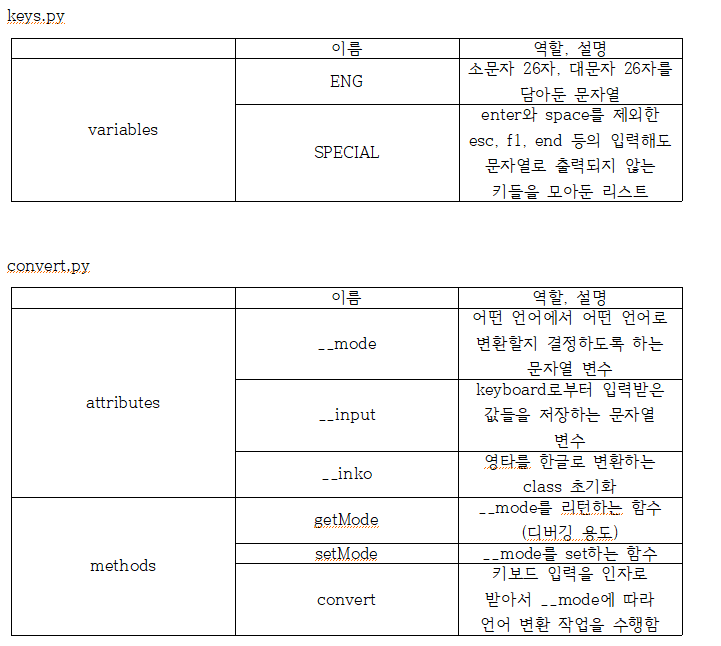 keys.py
이름 역할, 설명
variables
ENG
소문자 26자, 대문자 26자를
담아둔 문자열
SPECIAL
enter와 space를 제외한
esc, f1, end 등의 입력해도
문자열로 출력되지 않는
키들을 모아둔 리스트
convert.py
이름 역할, 설명
attributes
__mode
어떤 언어에서 어떤 언어로
변환할지 결정하도록 하는
문자열 변수
__input
keyboard로부터 입력받은
값들을 저장하는 문자열
변수
__inko
영타를 한글로 변환하는
class 초기화
methods
getMode
__mode를 리턴하는 함수
(디버깅 용도)
setMode __mode를 set하는 함수
convert
키보드 입력을 인자로
받아서 __mode에 따라
언어 변환 작업을 수행함